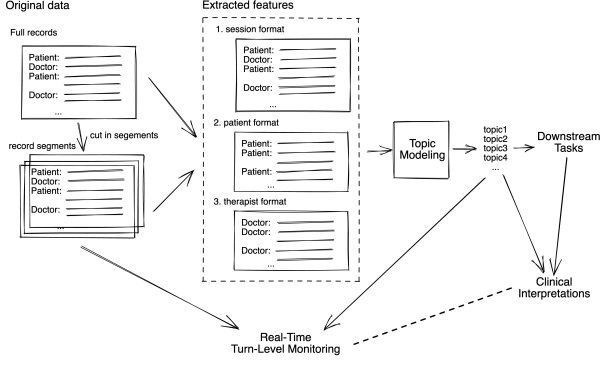 Original data
Extracted features
Full records
Patient:
Doctor:
Patient:
Doctor:
...
cut in segements
record segments
Patient:
Doctor:
Patient:
Doctor:
...
1. session format
Patient:
Doctor:
Patient:
Doctor:
...
2. patient format
Patient:
Patient:
Patient:
...
3. therapist format
Doctor:
Doctor:
Doctor:
...
Topic
Modeling
topic1
topic2
topic3
topic4
...
Downstream
Tasks
Clinical
Interpretations
Real-Time
Turn-Level Monitoring